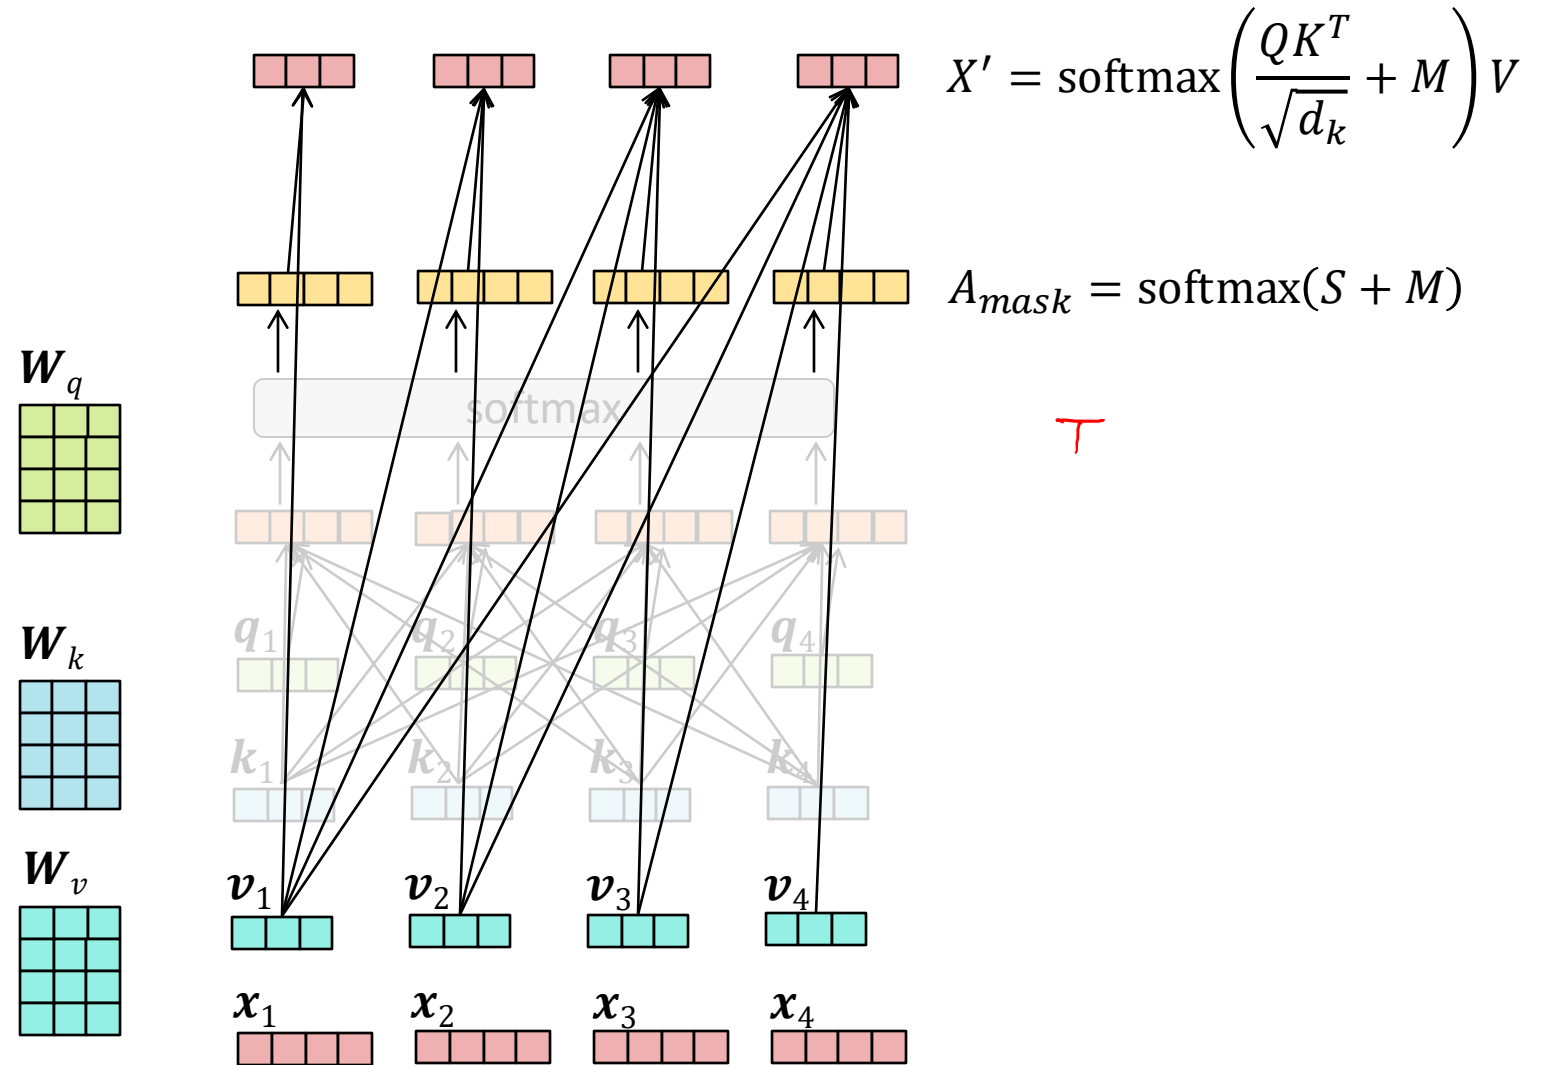 X′ = softmax(QK^T / √d_k + M) V
A_mask = softmax(S + M)
W_q
softmax
T
q_1 q_2 q_3 q_4
W_k
k_1 k_2 k_3 k_4
W_v
v_1 v_2 v_3 v_4
x_1 x_2 x_3 x_4